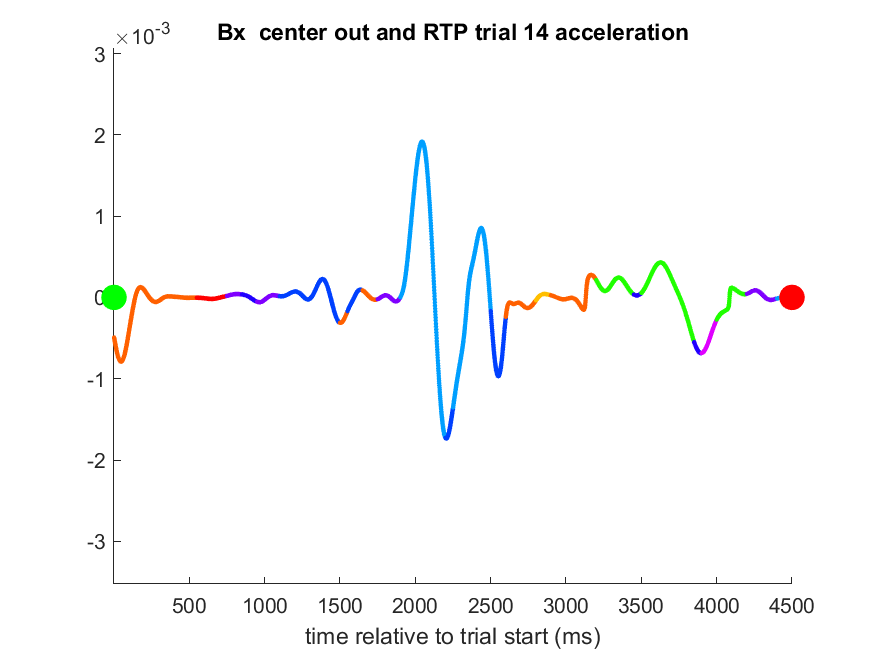 Bx  center out and RTP trial 14 acceleration
×10-3
3
2
1
0
-1
-2
-3
500 1000 1500 2000 2500 3000 3500 4000 4500
time relative to trial start (ms)